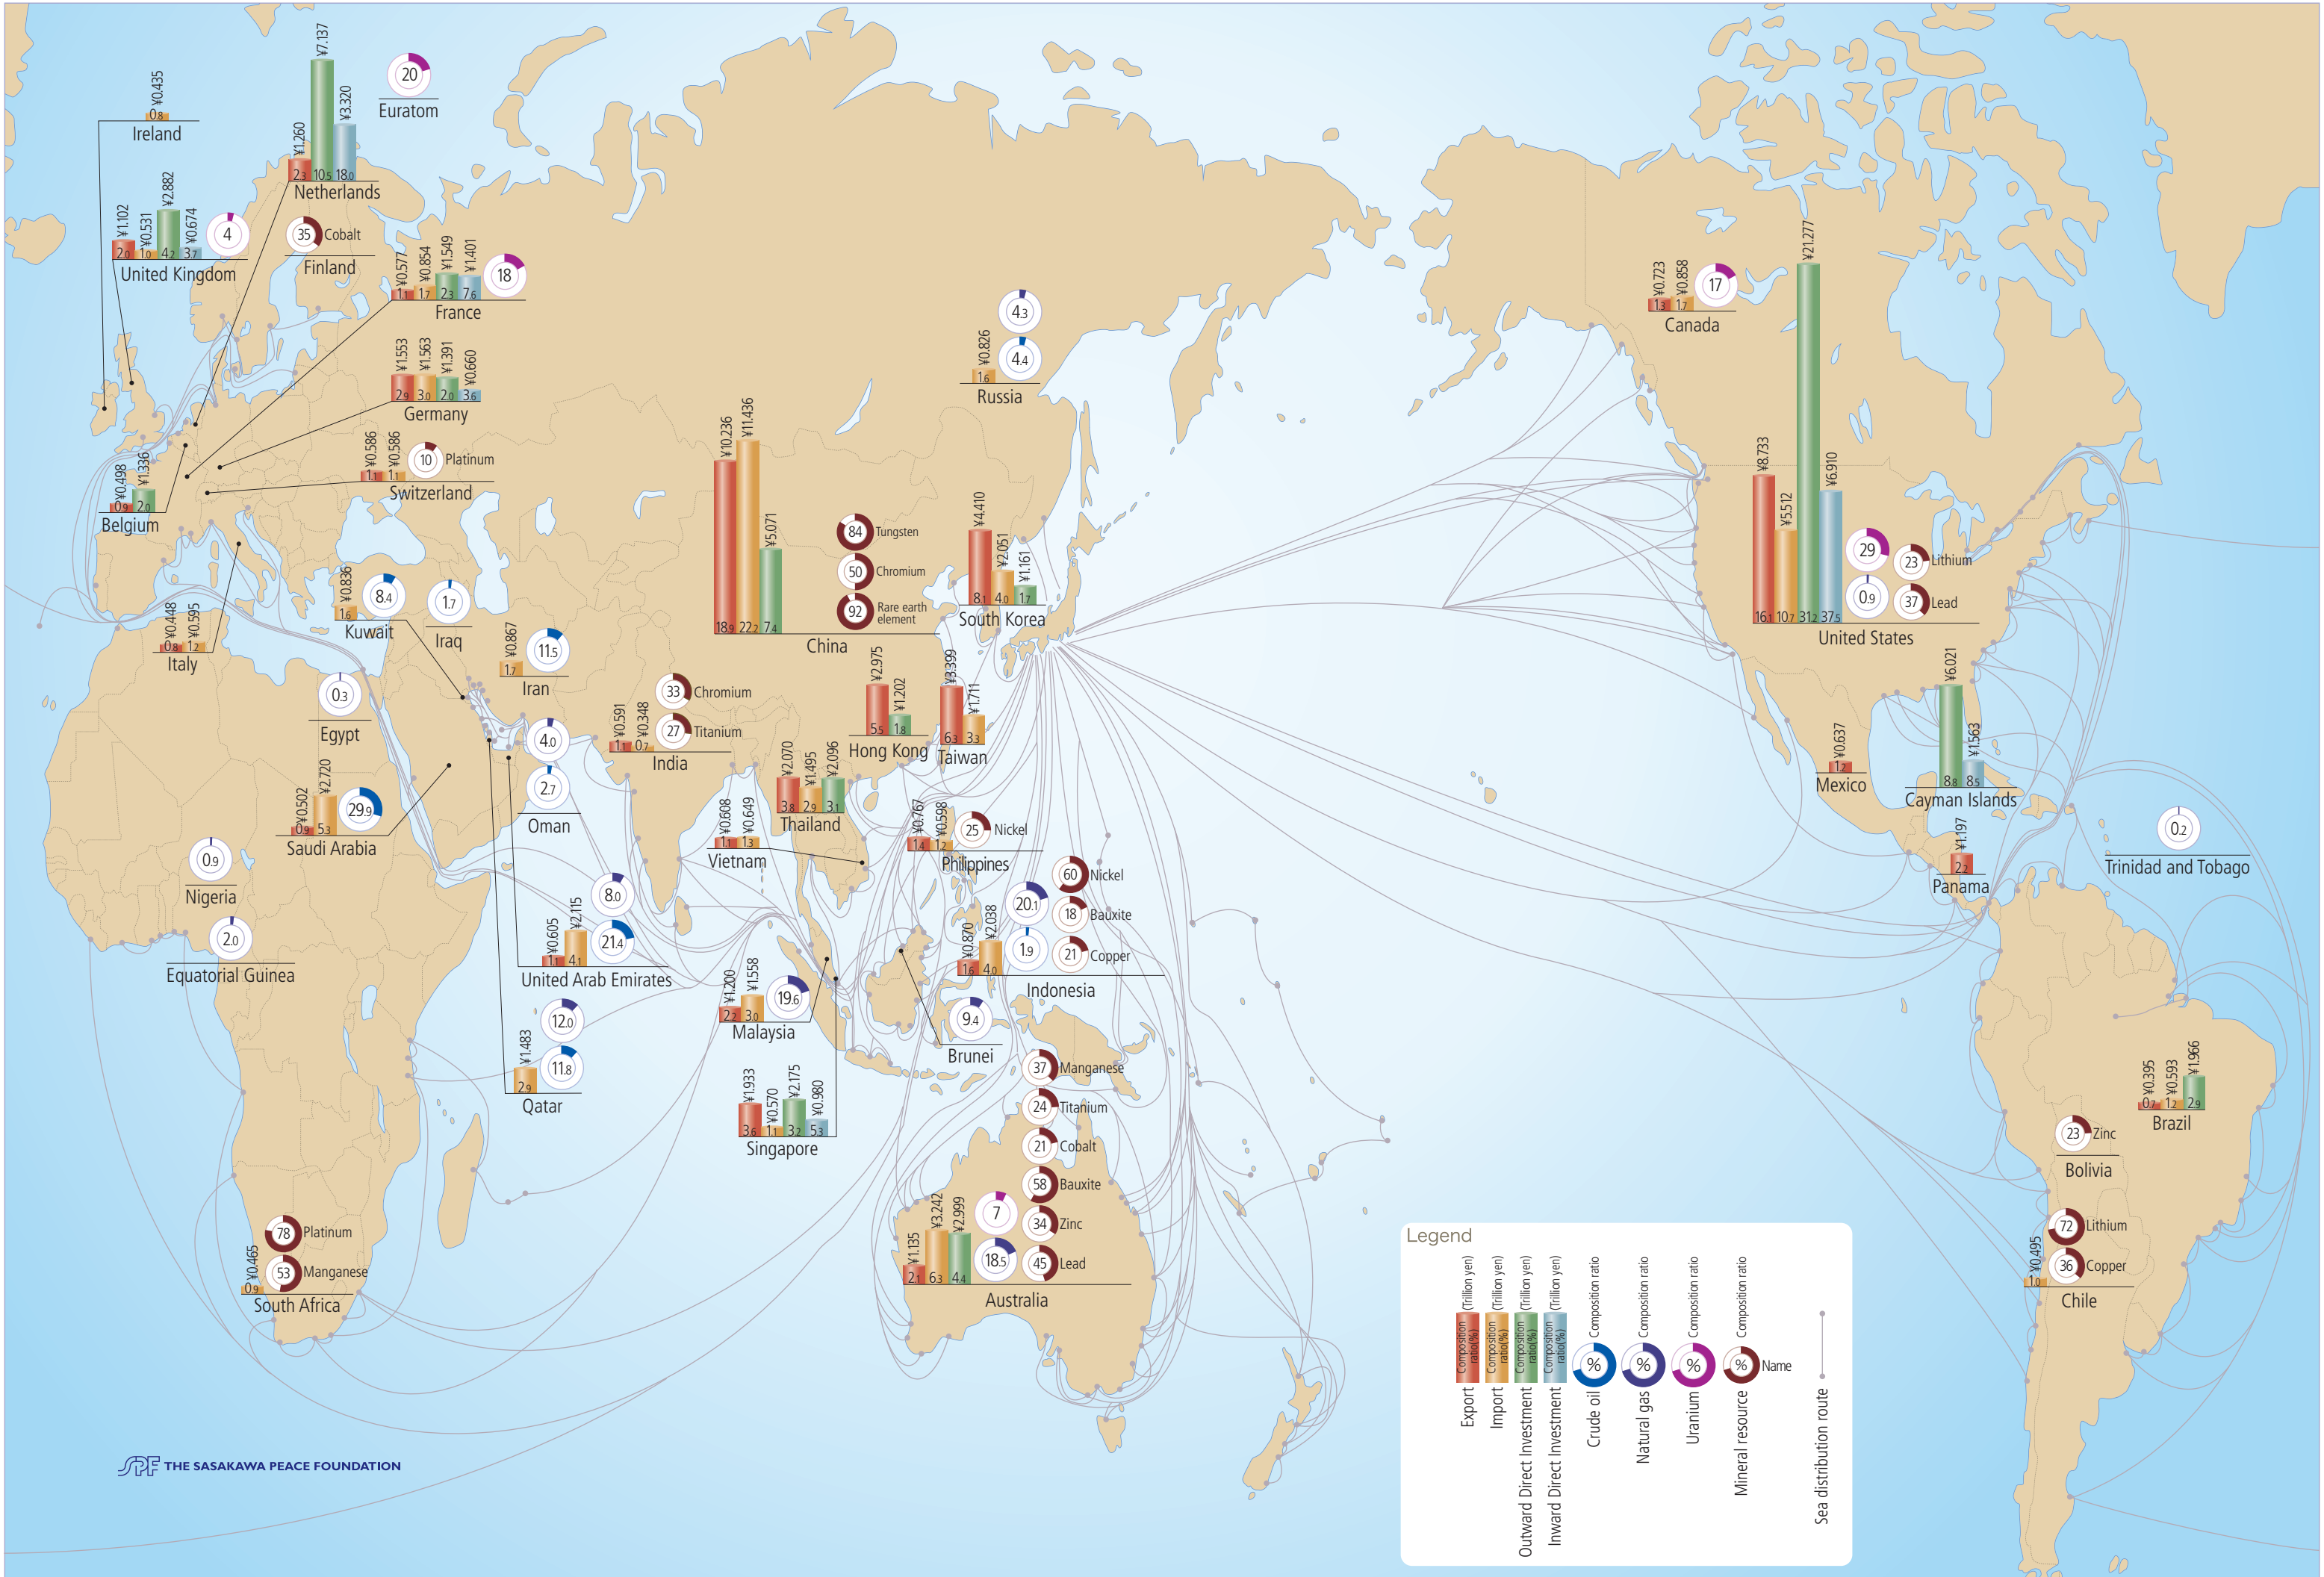 ¥0.435
0.8
Ireland
¥1.260
¥7.137
¥3.320
2.3 10.5 18.0
Netherlands
20
Euratom
¥1.102
¥0.531
¥2.882
¥0.674
2.0 1.0 4.2 3.7
4
United Kingdom
35 Cobalt
Finland
¥0.577
¥0.854
¥1.549
¥1.401
1.1 1.7 2.3 7.6
18
France
¥1.553
¥1.563
¥1.391
¥0.660
2.9 3.0 2.0 3.6
Germany
¥0.586
¥0.586
1.1 1.1
10 Platinum
Switzerland
¥0.498
¥1.336
0.9 2.0
Belgium
¥0.448
¥0.595
0.8 1.2
Italy
¥0.836
1.6
8.4
Kuwait
1.7
Iraq
¥0.867
1.7
11.5
Iran
0.3
Egypt
4.0
2.7
Oman
¥0.502
¥2.720
0.9 5.3
29.9
Saudi Arabia
0.9
Nigeria
2.0
Equatorial Guinea
¥0.605
¥2.115
1.1 4.1
8.0
21.4
United Arab Emirates
¥1.483
2.9
12.0
11.8
Qatar
¥0.465
0.9
78 Platinum
53 Manganese
South Africa
¥0.591
¥0.348
1.1 0.7
33 Chromium
27 Titanium
India
4.3
4.4
¥0.826
1.6
Russia
¥10.236
¥11.436
¥5.071
18.9 22.2 7.4
84 Tungsten
50 Chromium
92 Rare earth
element
China
¥4.410
¥2.051
¥1.161
8.1 4.0 1.7
South Korea
¥2.975
¥1.202
5.5 1.8
Hong Kong
¥3.399
¥1.711
6.3 3.3
Taiwan
¥2.070
¥1.495
¥2.096
3.8 2.9 3.1
Thailand
¥0.608
¥0.649
1.1 1.3
Vietnam
¥0.767
¥0.598
1.4 1.2
25 Nickel
Philippines
¥0.870
¥2.038
1.6 4.0
20.1
1.9
60 Nickel
18 Bauxite
21 Copper
Indonesia
¥1.200
¥1.558
2.2 3.0
19.6
Malaysia
9.4
Brunei
¥1.933
¥0.570
¥2.175
¥0.980
3.6 1.1 3.2 5.3
Singapore
37 Manganese
24 Titanium
21 Cobalt
58 Bauxite
34 Zinc
45 Lead
¥1.135
¥3.242
¥2.999
2.1 6.3 4.4
7
18.5
Australia
¥0.723
¥0.858
1.3 1.7
17
Canada
¥8.733
¥5.512
¥21.277
¥6.910
16.1 10.7 31.2 37.5
29
0.9
23 Lithium
37 Lead
United States
¥0.637
1.2
Mexico
¥6.021
¥1.563
8.8 8.5
Cayman Islands
¥1.197
2.2
Panama
0.2
Trinidad and Tobago
¥0.395
¥0.593
¥1.966
0.7 1.2 2.9
Brazil
23 Zinc
Bolivia
¥0.495
1.0
72 Lithium
36 Copper
Chile
Legend
Export
Composition
ratio(%)
(Trillion yen)
Import
Composition
ratio(%)
(Trillion yen)
Outward Direct Investment
Composition
ratio(%)
(Trillion yen)
Inward Direct Investment
Composition
ratio(%)
(Trillion yen)
Crude oil
%
Composition ratio
Natural gas
%
Composition ratio
Uranium
%
Composition ratio
Mineral resource
%
Name
Composition ratio
Sea distribution route
SPF THE SASAKAWA PEACE FOUNDATION